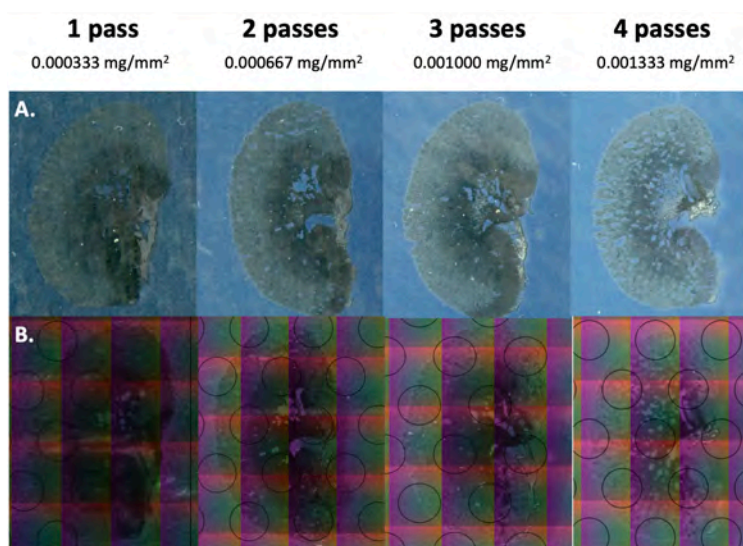 1 pass 2 passes 3 passes 4 passes
0.000333 mg/mm² 0.000667 mg/mm² 0.001000 mg/mm² 0.001333 mg/mm²
A.
B.